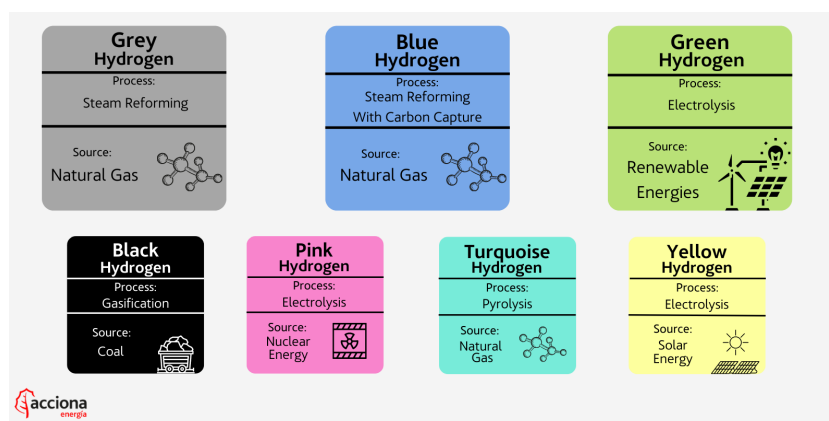 Grey
Hydrogen
Process:
Steam Reforming
Source:
Natural Gas
Blue
Hydrogen
Process:
Steam Reforming
With Carbon Capture
Source:
Natural Gas
Green
Hydrogen
Process:
Electrolysis
Source:
Renewable
Energies
Black
Hydrogen
Process:
Gasification
Source:
Coal
Pink
Hydrogen
Process:
Electrolysis
Source:
Nuclear
Energy
Turquoise
Hydrogen
Process:
Pyrolysis
Source:
Natural
Gas
Yellow
Hydrogen
Process:
Electrolysis
Source:
Solar
Energy
acciona
energía